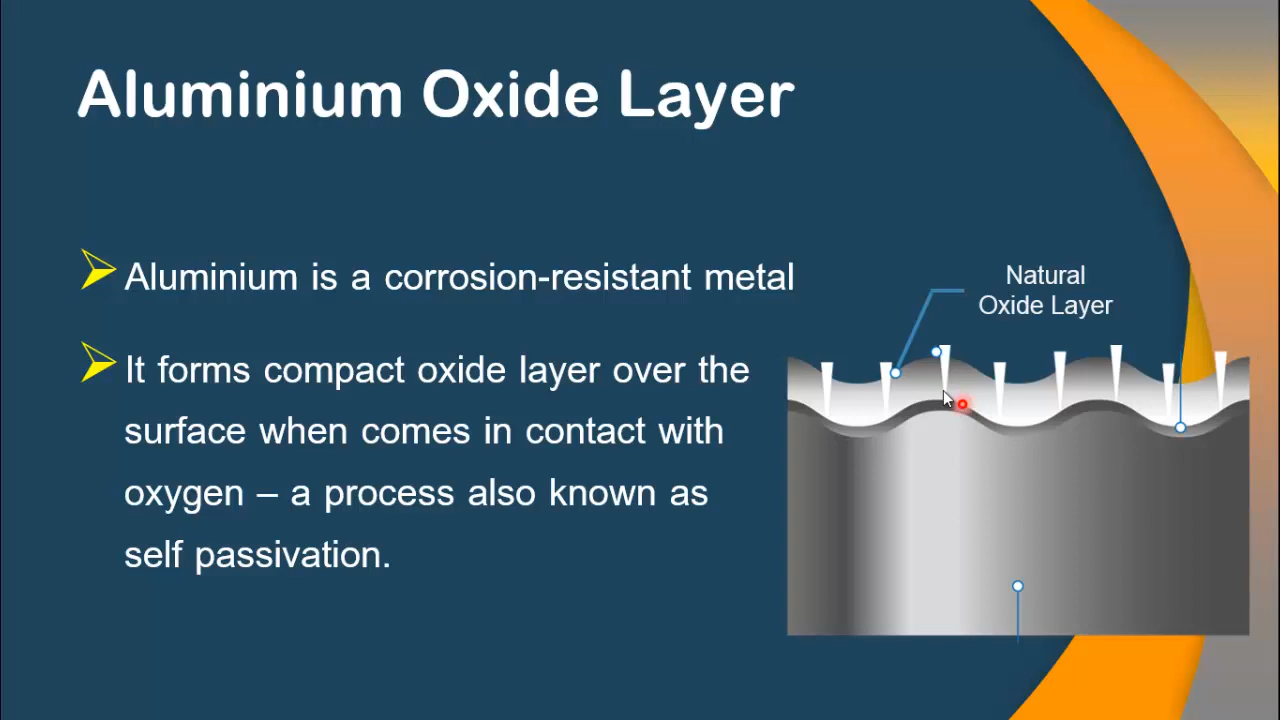 Aluminium Oxide Layer
Aluminium is a corrosion-resistant metal
It forms compact oxide layer over the
surface when comes in contact with
oxygen – a process also known as
self passivation.
Natural
Oxide Layer